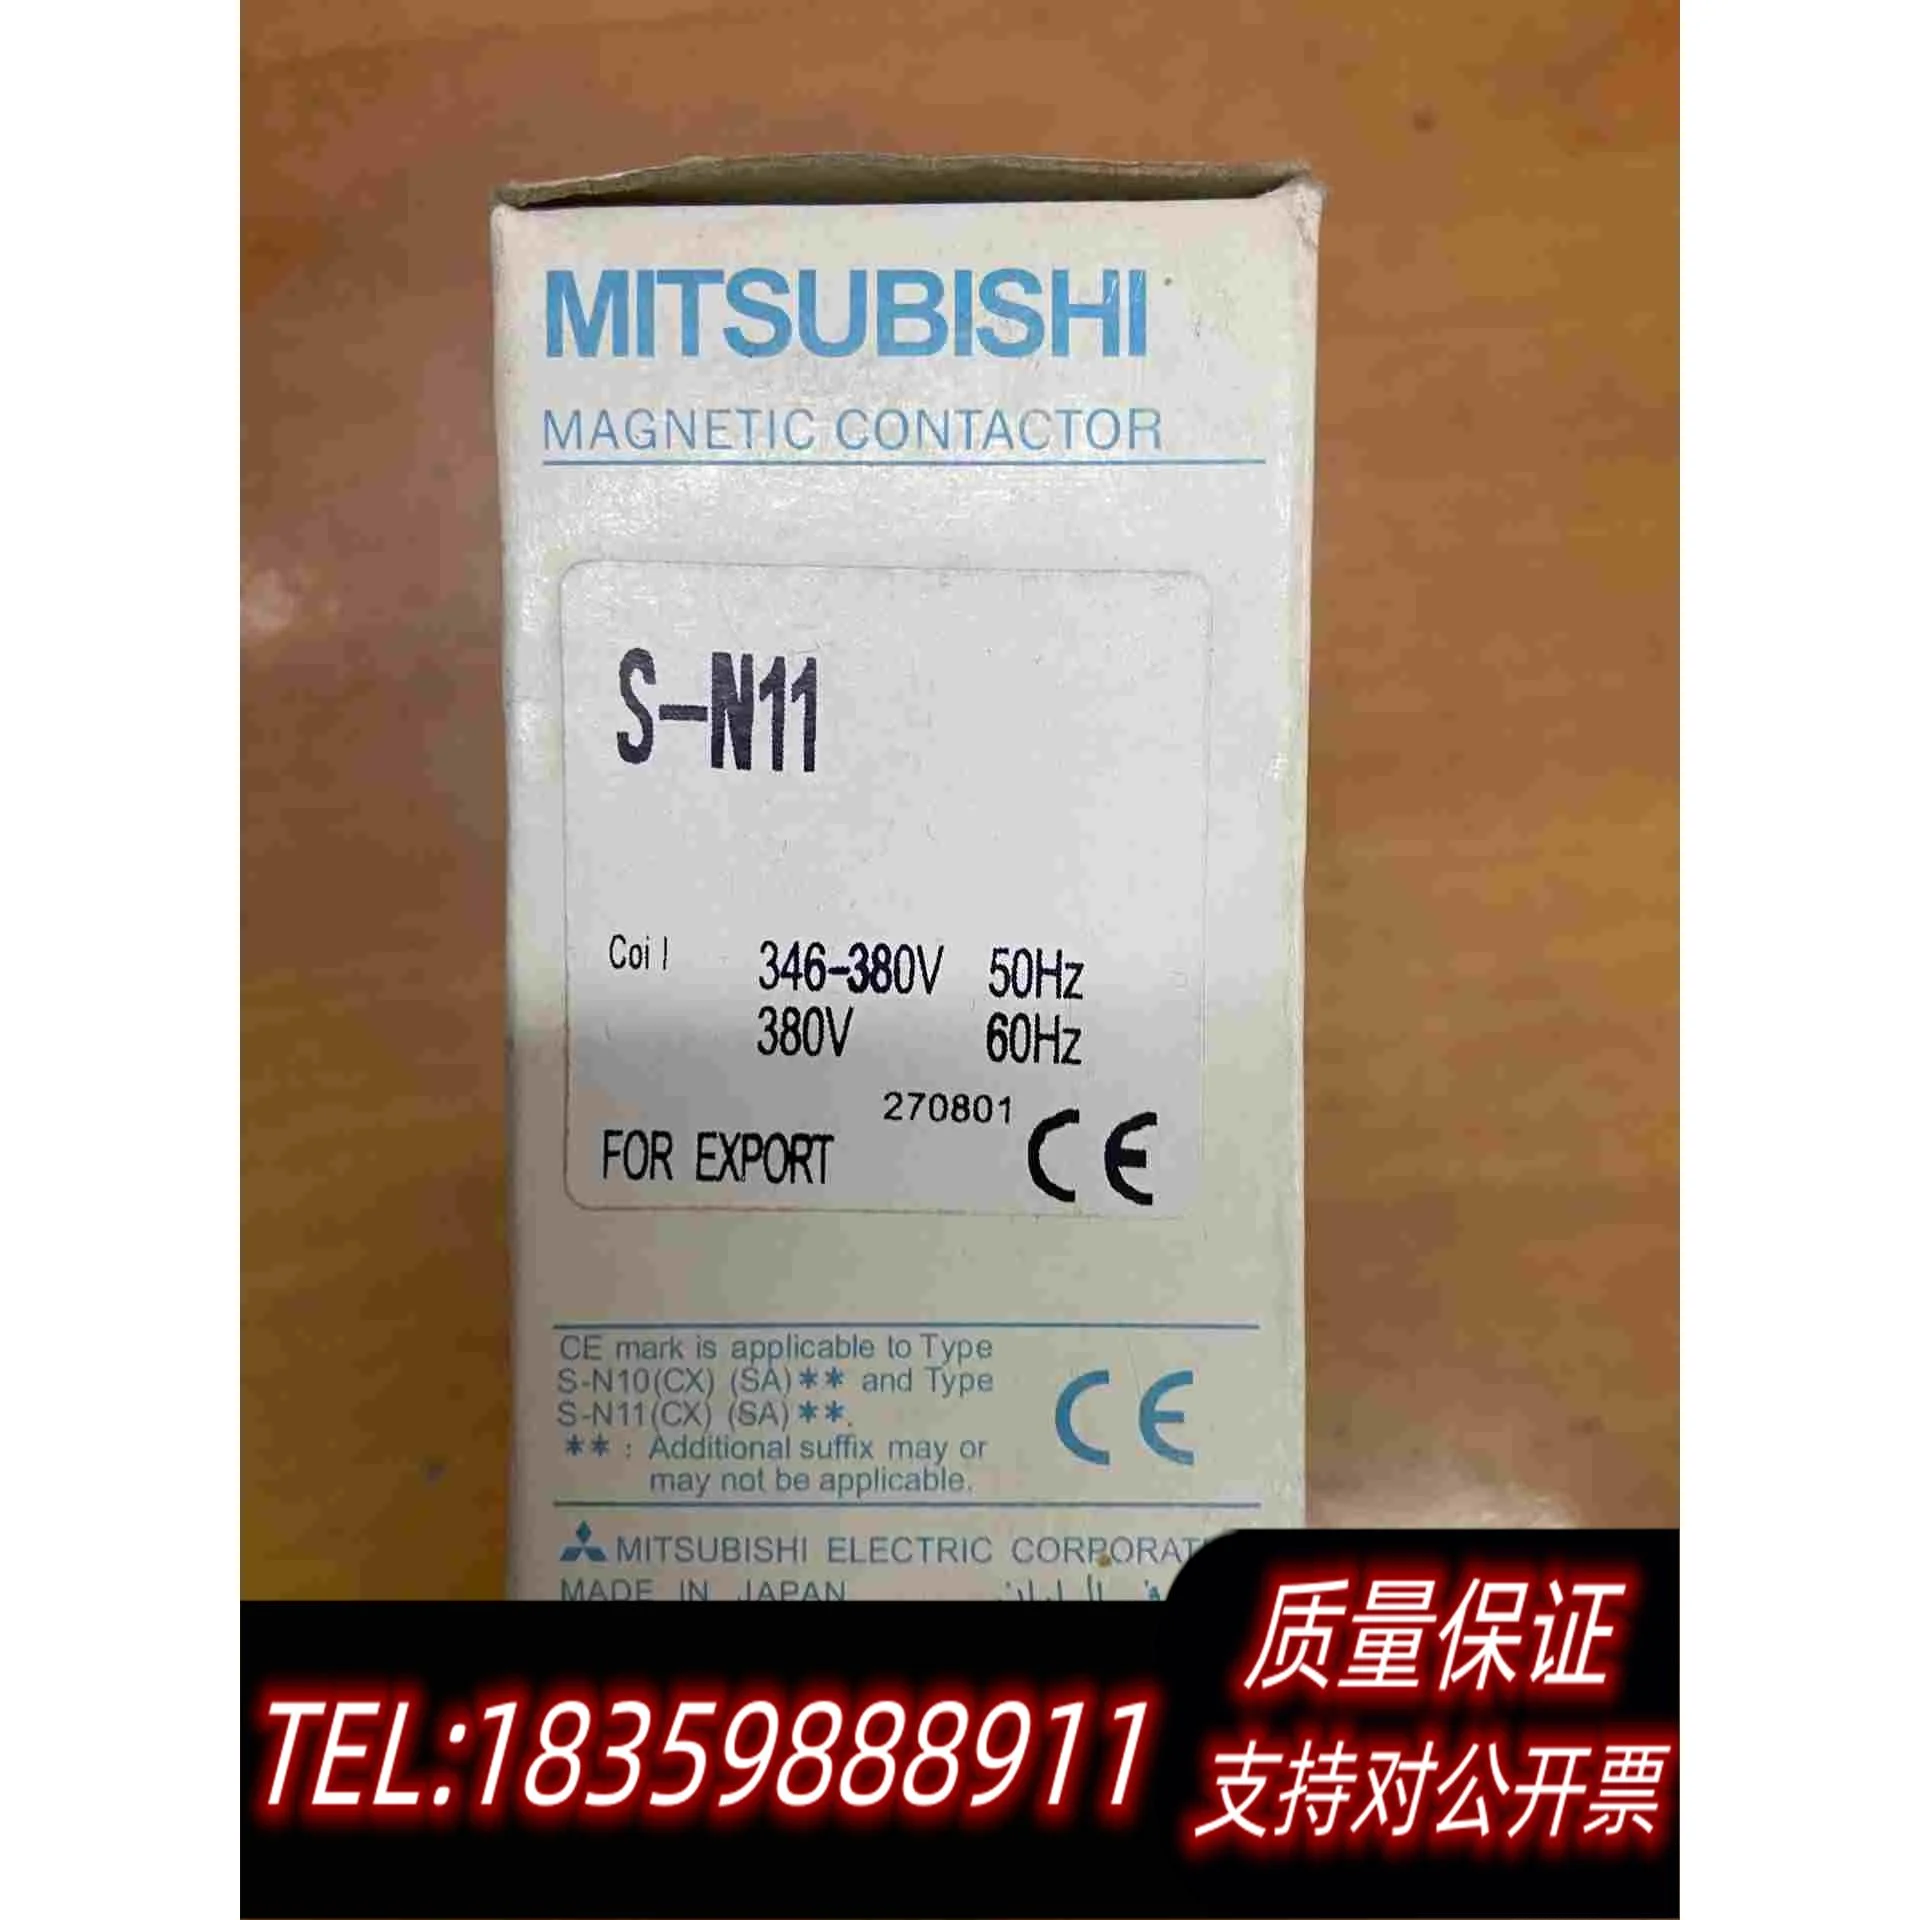 MITSUBISHI
MAGNETIC CONTACTOR
S-N11
Coil 346-380V 50Hz
380V 60Hz
270801
FOR EXPORT CE
CE mark is applicable to Type
S-N10(CX) (SA)** and Type
S-N11(CX) (SA)**.
** : Additional suffix may or
may not be applicable.
CE
MITSUBISHI ELECTRIC CORPORAT
MADE IN JAPAN
质量保证
TEL:18359888911
支持对公开票